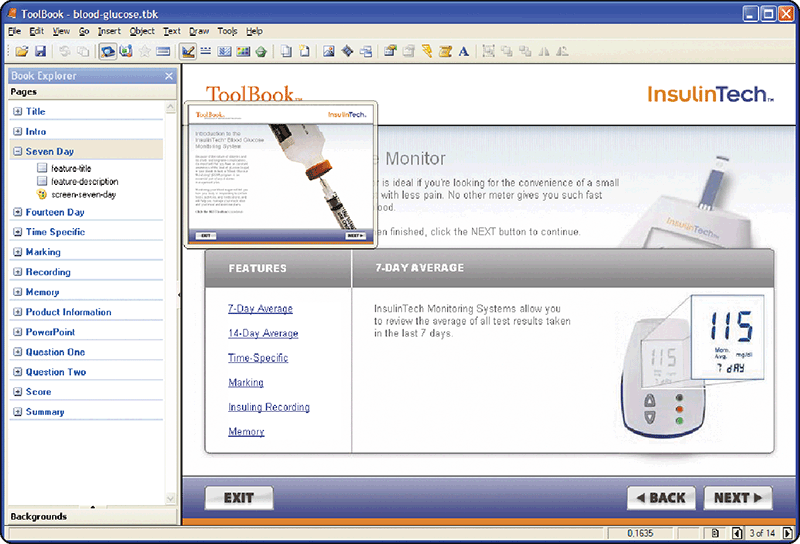 ToolBook - blood-glucose.tbk
File Edit View Go Insert Object Text Draw Tools Help
Book Explorer
Pages
Title
Intro
Seven Day
feature-title
feature-description
screen-seven-day
Fourteen Day
Time Specific
Marking
Recording
Memory
Product Information
PowerPoint
Question One
Question Two
Score
Summary
Backgrounds
ToolBook™
InsulinTech™
ToolBook
InsulinTech
Introduction to the
InsulinTech Blood Glucose
Monitoring System
EXIT
NEXT
e Monitor
r is ideal if you're looking for the convenience of a small
t with less pain. No other meter gives you such fast
ood.
en finished, click the NEXT button to continue.
InsulinTech
FEATURES
7-DAY AVERAGE
7-Day Average
14-Day Average
Time-Specific
Marking
Insuling Recording
Memory
InsulinTech Monitoring Systems allow you
to review the average of all test results taken
in the last 7 days.
115
Mem.
Avg. mg/dl
7 dAY
115
EXIT
BACK
NEXT
0,1635
3 of 14